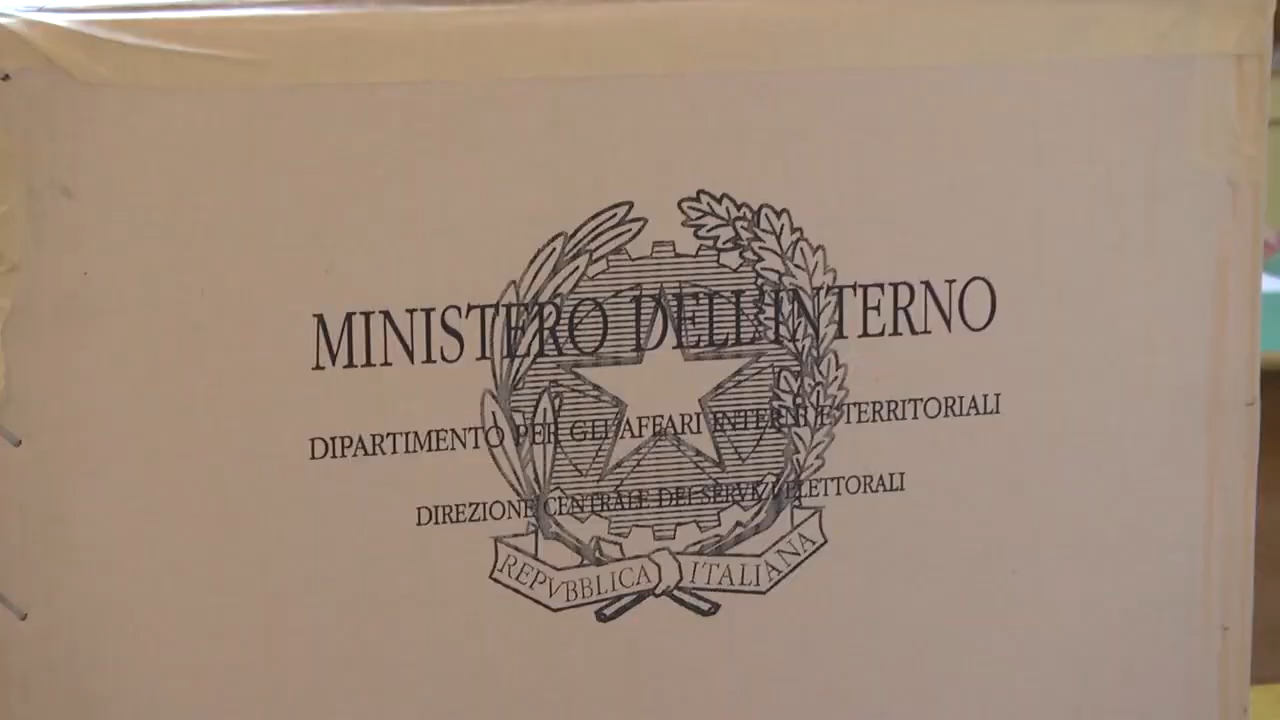 MINISTERO DELL'INTERNO
DIPARTIMENTO PER GLI AFFARI INTERNI E TERRITORIALI
DIREZIONE CENTRALE DEI SERVIZI ELETTORALI
REPVBBLICA ITALIANA